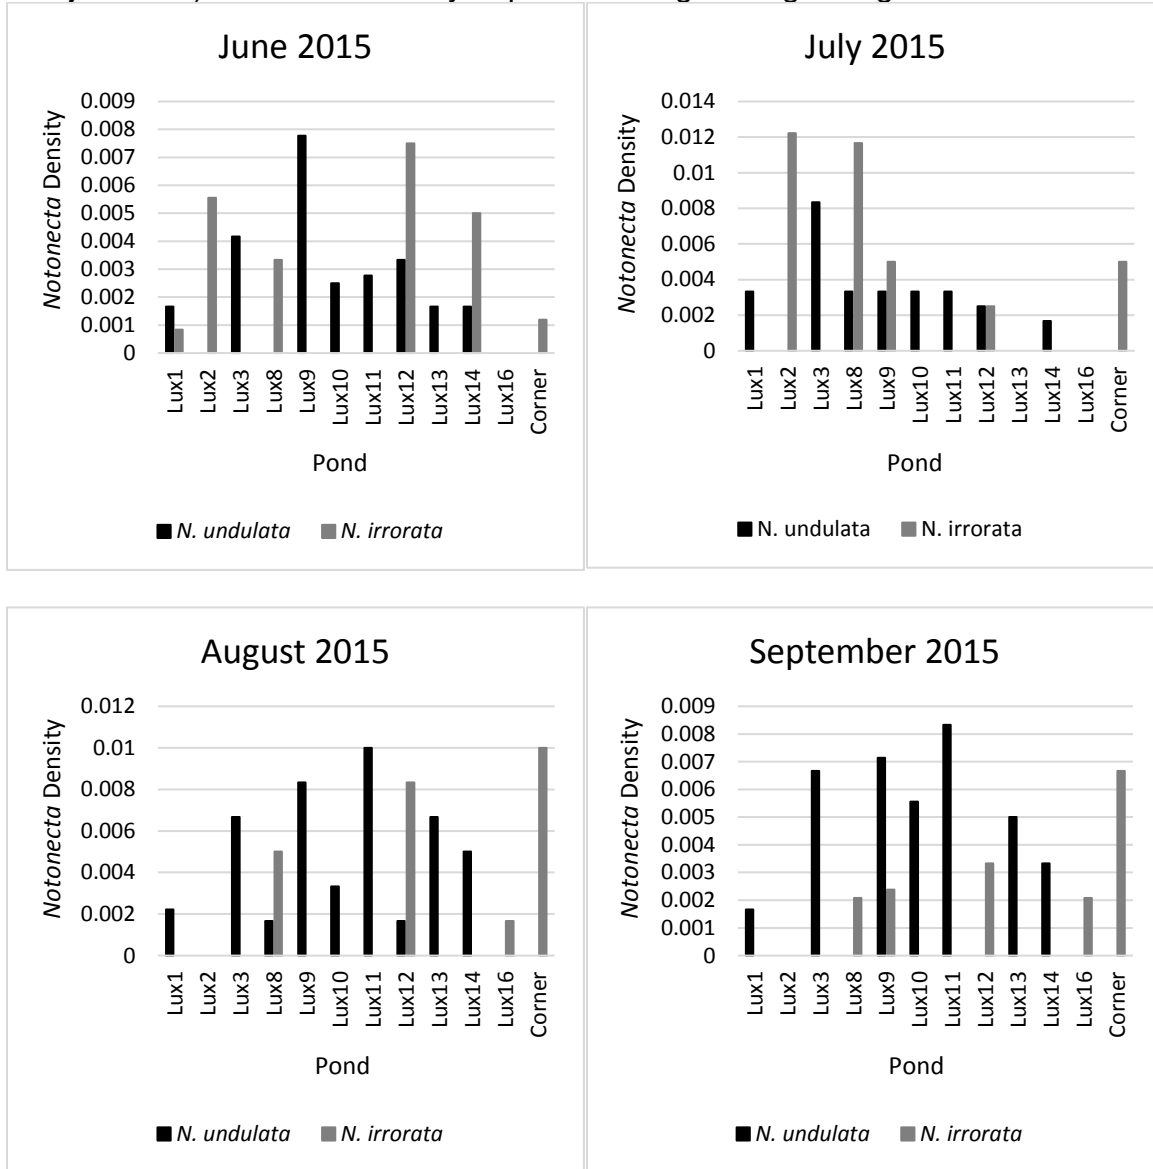 June 2015
Notonecta Density
0.009
0.008
0.007
0.006
0.005
0.004
0.003
0.002
0.001
0
Lux1
Lux2
Lux3
Lux8
Lux9
Lux10
Lux11
Lux12
Lux13
Lux14
Lux16
Corner
Pond
N. undulata N. irrorata
July 2015
Notonecta Density
0.014
0.012
0.01
0.008
0.006
0.004
0.002
0
Lux1
Lux2
Lux3
Lux8
Lux9
Lux10
Lux11
Lux12
Lux13
Lux14
Lux16
Corner
Pond
N. undulata N. irrorata
August 2015
Notonecta Density
0.012
0.01
0.008
0.006
0.004
0.002
0
Lux1
Lux2
Lux3
Lux8
Lux9
Lux10
Lux11
Lux12
Lux13
Lux14
Lux16
Corner
Pond
N. undulata N. irrorata
September 2015
Notonecta Density
0.009
0.008
0.007
0.006
0.005
0.004
0.003
0.002
0.001
0
Lux1
Lux2
Lux3
Lux8
Lux9
Lux10
Lux11
Lux12
Lux13
Lux14
Lux16
Corner
Pond
N. undulata N. irrorata